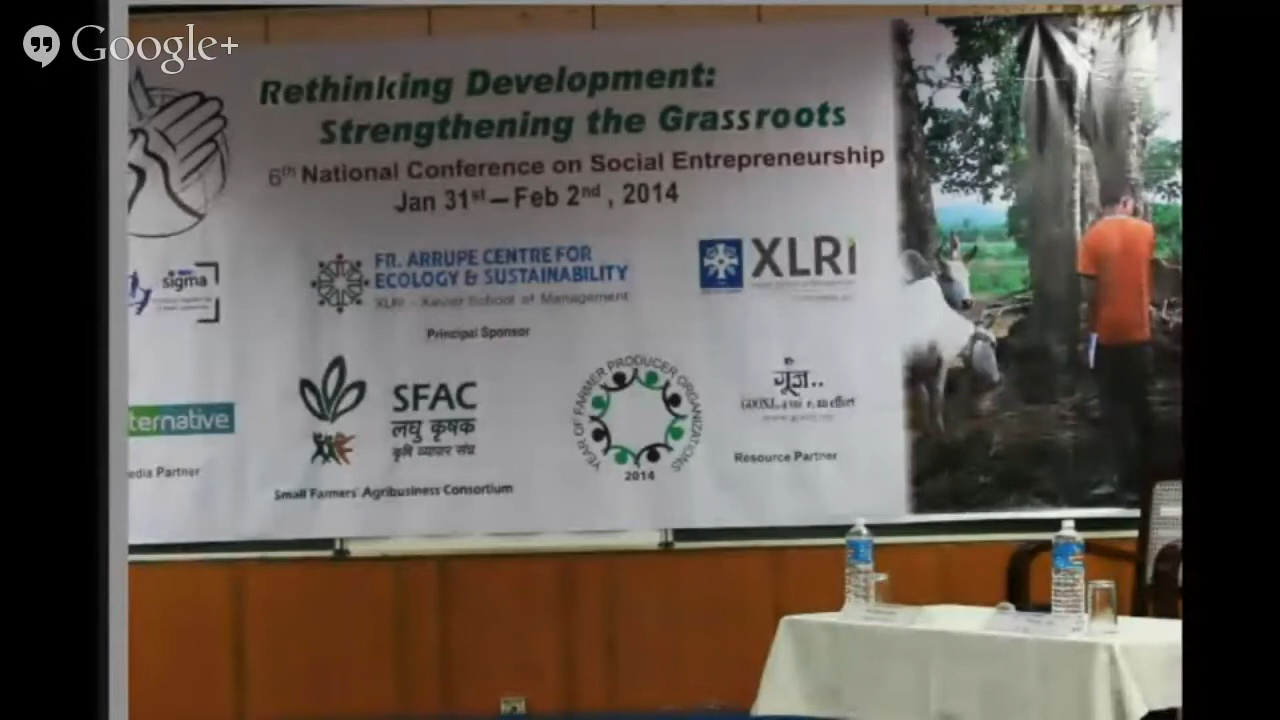 Google+
Rethinking Development:
Strengthening the Grassroots
6th National Conference on Social Entrepreneurship
Jan 31st – Feb 2nd, 2014
sigma
FR. ARRUPE CENTRE FOR
ECOLOGY & SUSTAINABILITY
XLRI - Xavier School of Management
XLRi
Principal Sponsor
ternative
edia Partner
SFAC
लघु कृषक
कृषि व्यापार संघ
Small Farmers' Agribusiness Consortium
YEAR OF FARMER PRODUCER ORGANIZATIONS
2014
गूंज..
Resource Partner